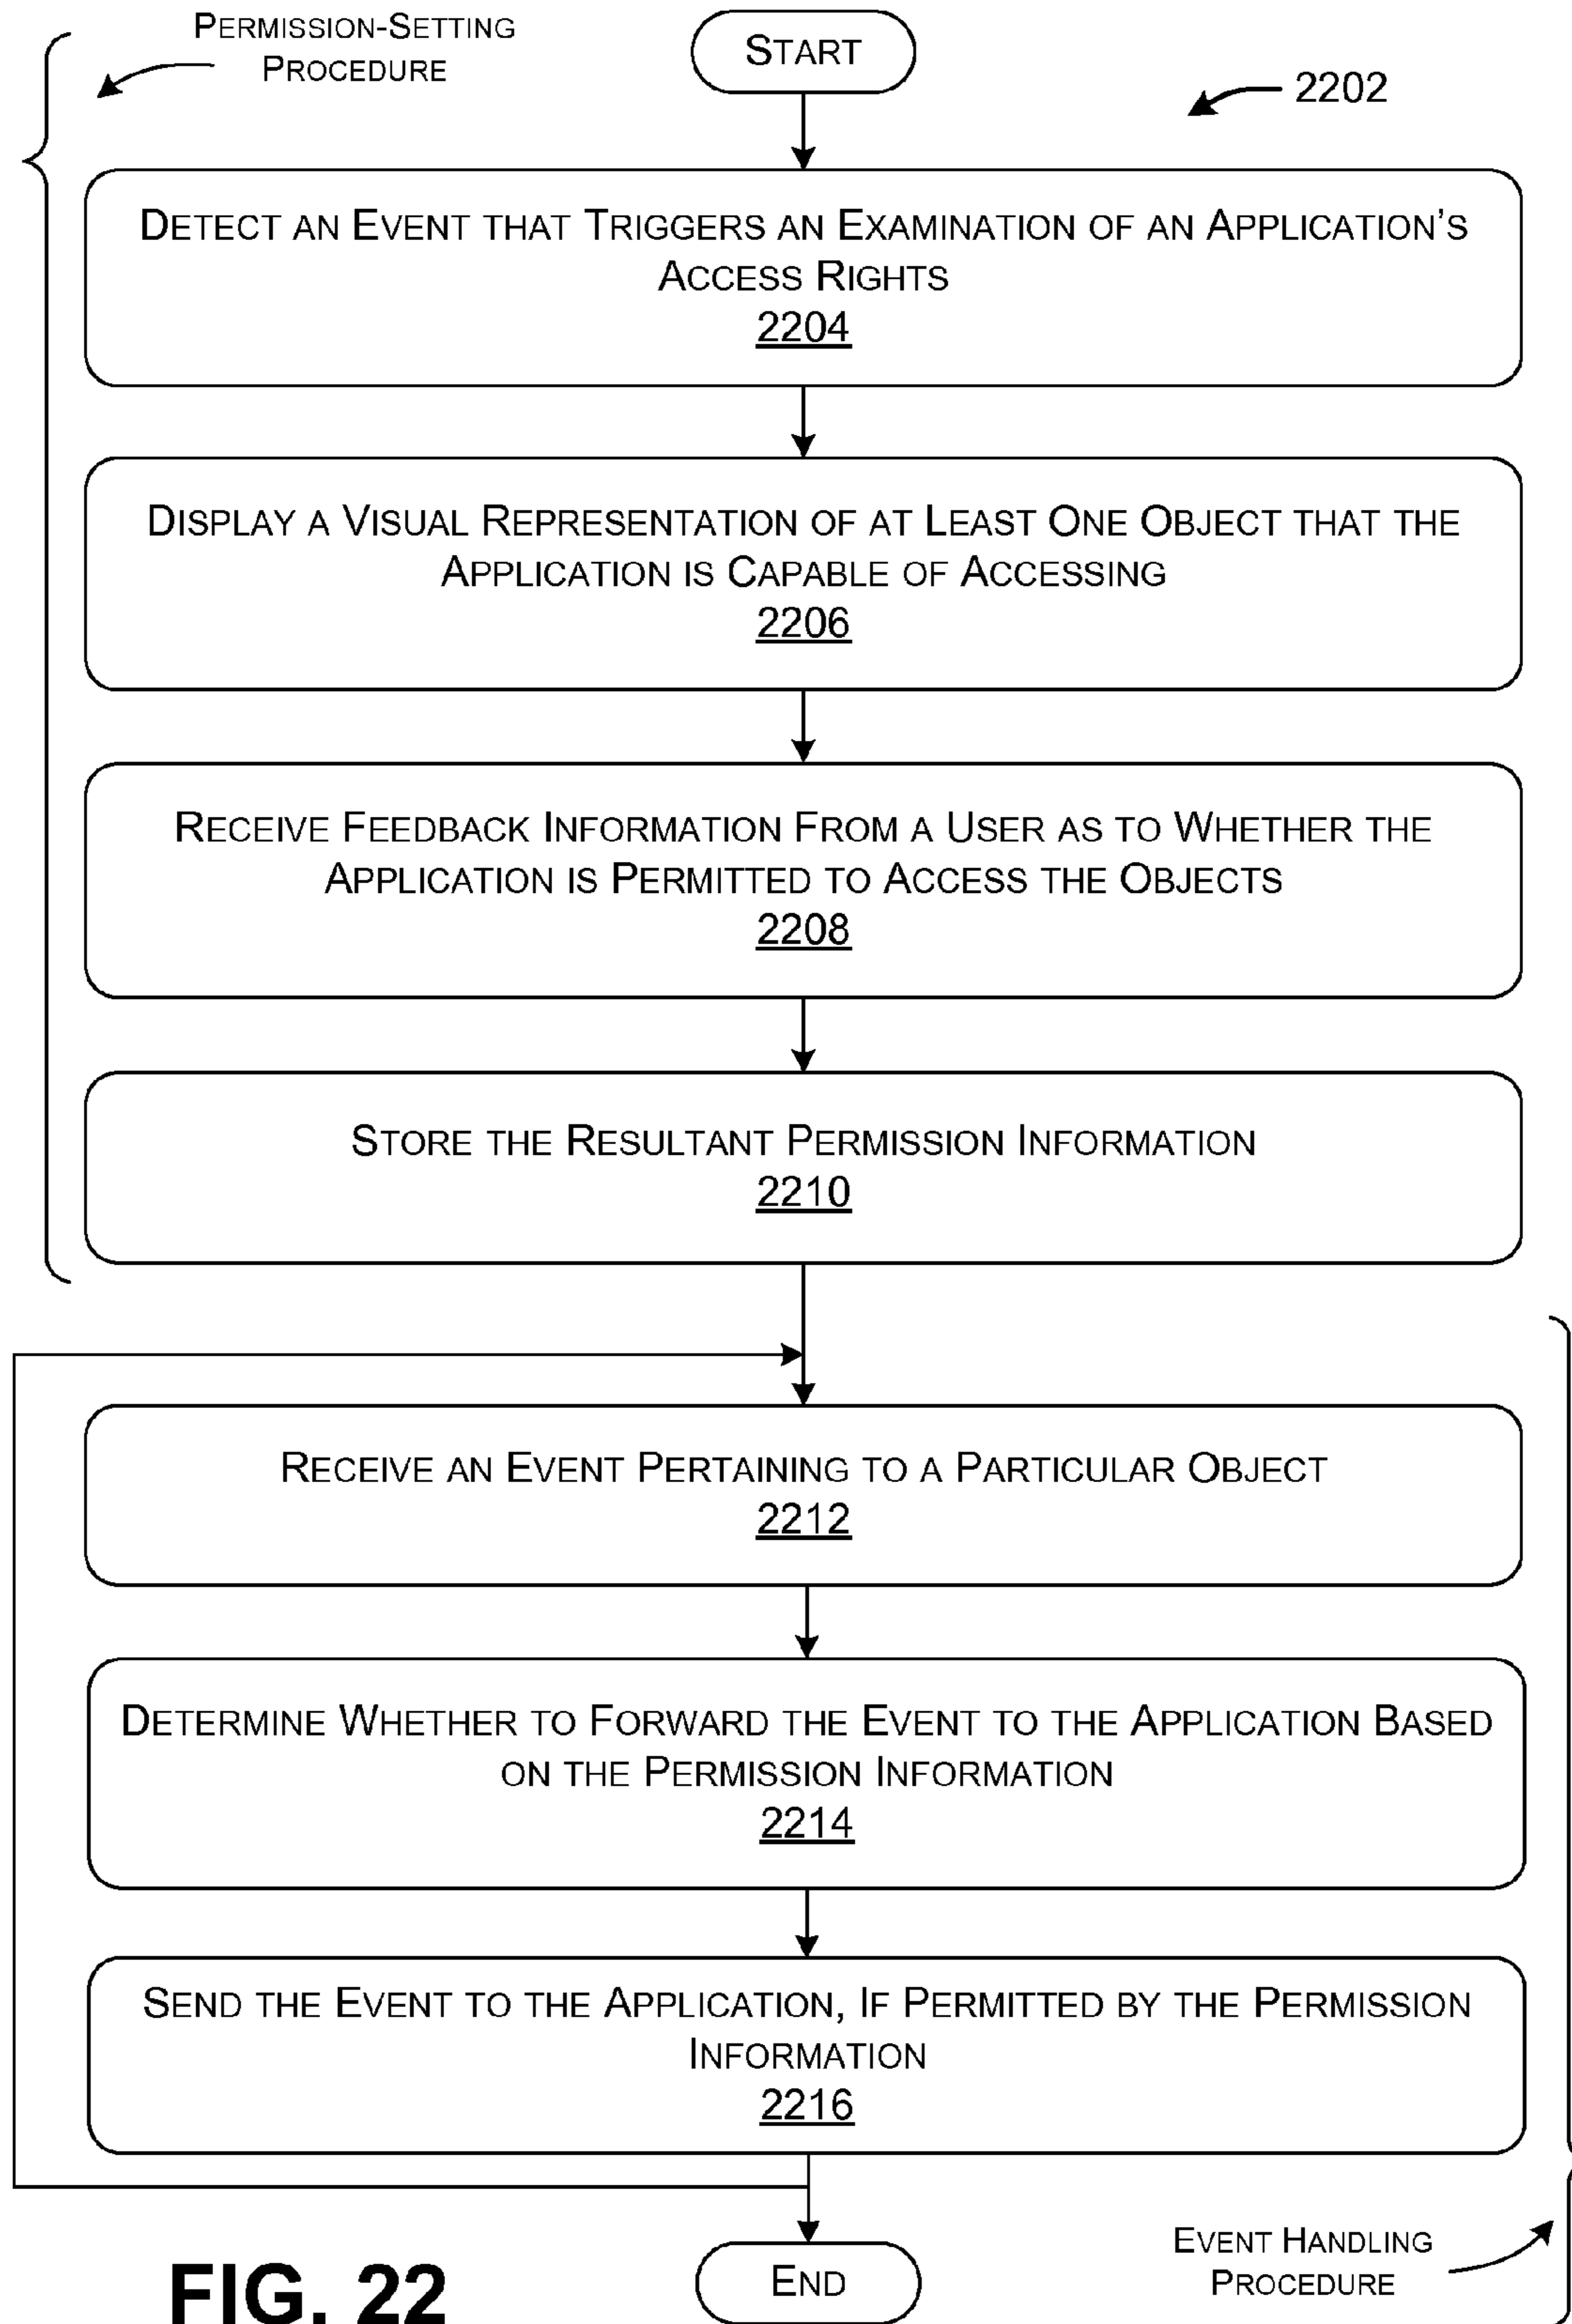 PERMISSION-SETTING
PROCEDURE
START
2202
DETECT AN EVENT THAT TRIGGERS AN EXAMINATION OF AN APPLICATION'S
ACCESS RIGHTS
2204
DISPLAY A VISUAL REPRESENTATION OF AT LEAST ONE OBJECT THAT THE
APPLICATION IS CAPABLE OF ACCESSING
2206
RECEIVE FEEDBACK INFORMATION FROM A USER AS TO WHETHER THE
APPLICATION IS PERMITTED TO ACCESS THE OBJECTS
2208
STORE THE RESULTANT PERMISSION INFORMATION
2210
RECEIVE AN EVENT PERTAINING TO A PARTICULAR OBJECT
2212
DETERMINE WHETHER TO FORWARD THE EVENT TO THE APPLICATION BASED
ON THE PERMISSION INFORMATION
2214
SEND THE EVENT TO THE APPLICATION, IF PERMITTED BY THE PERMISSION
INFORMATION
2216
EVENT HANDLING
PROCEDURE
END
FIG. 22